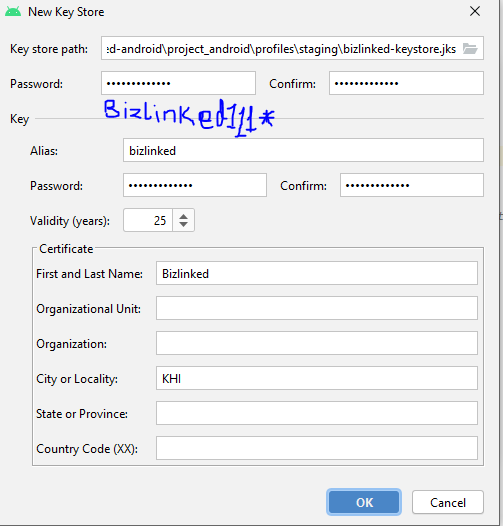 New Key Store
Key store path: :d-android\project_android\profiles\staging\bizlinked-keystore.jks
Password: ••••••••••••• Confirm: •••••••••••••
Bizlinked111*
Key
Alias: bizlinked
Password: ••••••••••••• Confirm: •••••••••••••
Validity (years): 25
Certificate
First and Last Name: Bizlinked
Organizational Unit:
Organization:
City or Locality: KHI
State or Province:
Country Code (XX):
OK Cancel